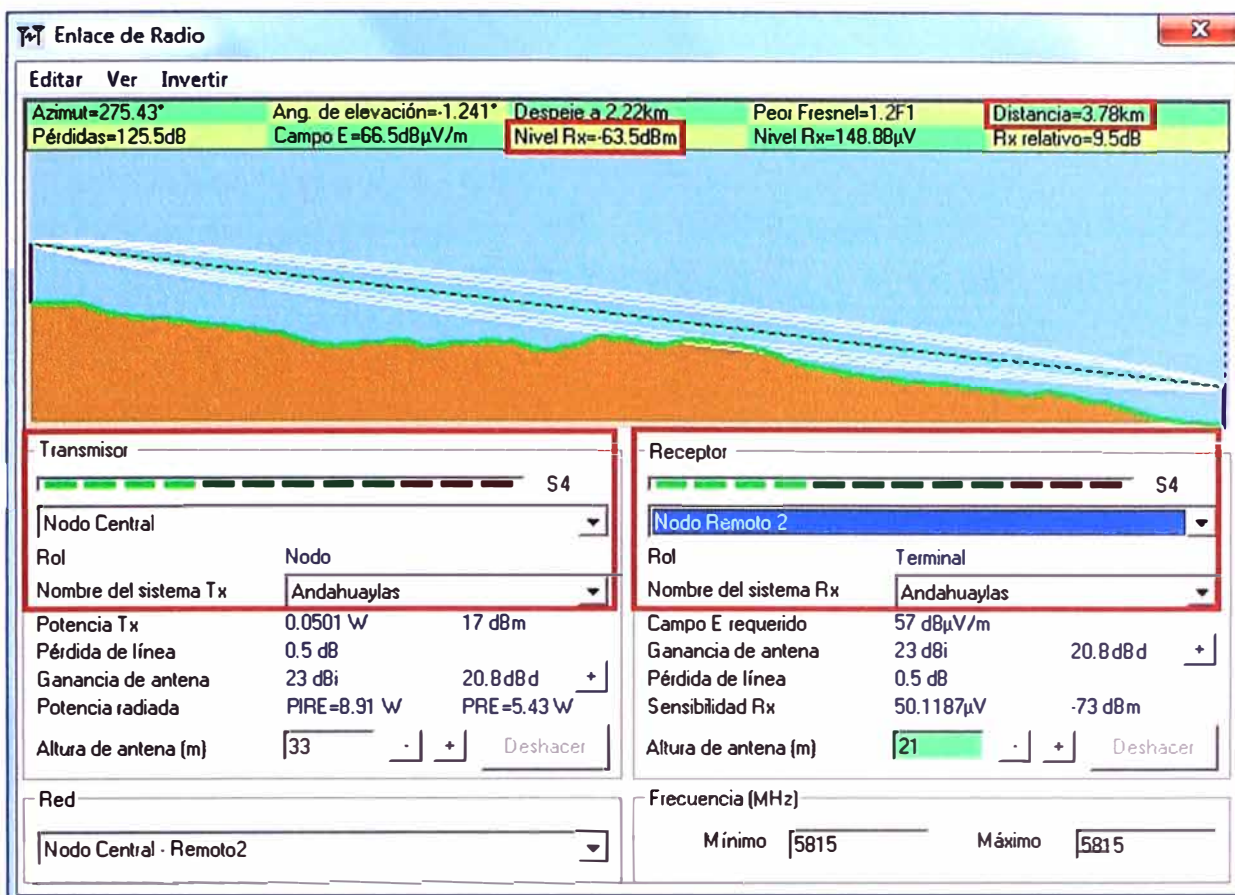 Enlace de Radio
Editar Ver Invertir
Azimut=275.43° Ang. de elevación=-1.241° Despeje a 2.22km Peor Fresnel=1.2F1 Distancia=3.78km
Pérdidas=125.5dB Campo E=66.5dBµV/m Nivel Rx=-63.5dBm Nivel Rx=148.88µV Rx relativo=9.5dB
Transmisor Receptor
S4 S4
Nodo Central Nodo Remoto 2
Rol Nodo Rol Terminal
Nombre del sistema Tx Andahuaylas Nombre del sistema Rx Andahuaylas
Potencia Tx 0.0501 W 17 dBm Campo E requerido 57 dBµV/m
Pérdida de línea 0.5 dB Ganancia de antena 23 dBi 20.8 dBd +
Ganancia de antena 23 dBi 20.8 dBd + Pérdida de línea 0.5 dB
Potencia radiada PIRE=8.91 W PRE=5.43 W Sensibilidad Rx 50.1187µV -73 dBm
Altura de antena (m) 33 - + Deshacer Altura de antena (m) 21 - + Deshacer
Red Frecuencia (MHz)
Nodo Central - Remoto2 Mínimo 5815 Máximo 5815